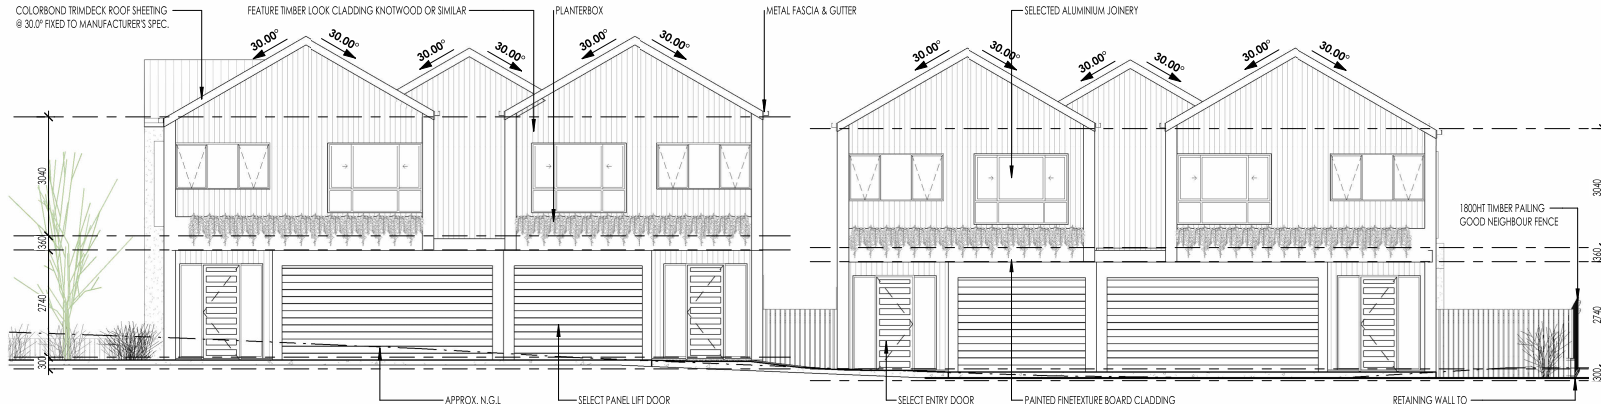 COLORBOND TRIMDECK ROOF SHEETING
@ 30.0° FIXED TO MANUFACTURER'S SPEC.
FEATURE TIMBER LOOK CLADDING KNOTWOOD OR SIMILAR
PLANTERBOX
METAL FASCIA & GUTTER
SELECTED ALUMINIUM JOINERY
30.00°
30.00°
30.00°
30.00°
30.00°
30.00°
30.00°
30.00°
30.00°
30.00°
30.00°
30.00°
3040
360
2740
300
3040
360
2740
300
1800HT TIMBER PAILING
GOOD NEIGHBOUR FENCE
APPROX. N.G.L
SELECT PANEL LIFT DOOR
SELECT ENTRY DOOR
PAINTED FINETEXTURE BOARD CLADDING
RETAINING WALL TO